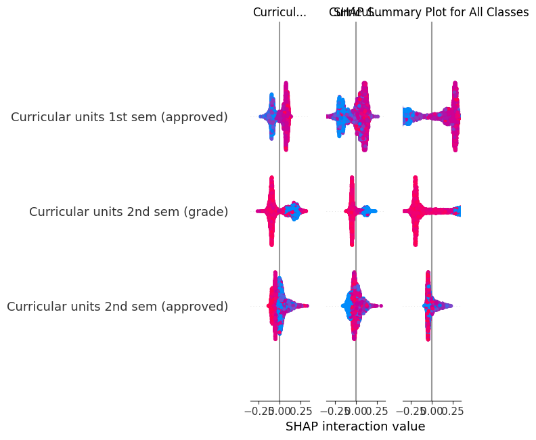 Curricul... Curricul... SHAP Summary Plot for All Classes
Curricular units 1st sem (approved)
Curricular units 2nd sem (grade)
Curricular units 2nd sem (approved)
−0.25 0.00 0.25 −0.25 0.00 0.25 −0.25 0.00 0.25
SHAP interaction value